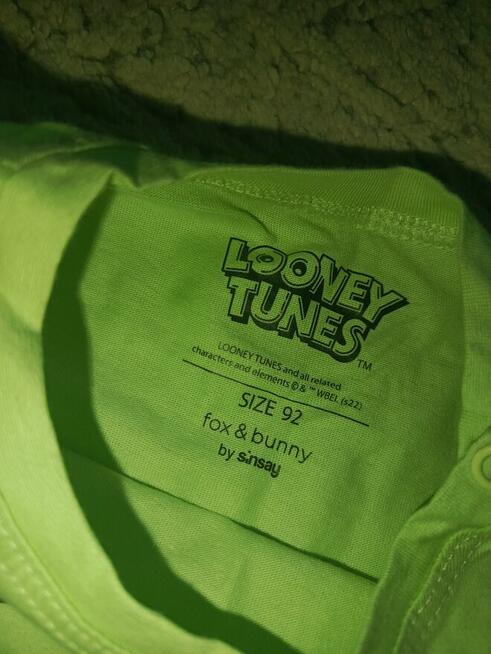 LOONEY
TUNES
™
LOONEY TUNES and all related
characters and elements © & ™ WBEI. (s22)
SIZE 92
fox & bunny
by sinsay